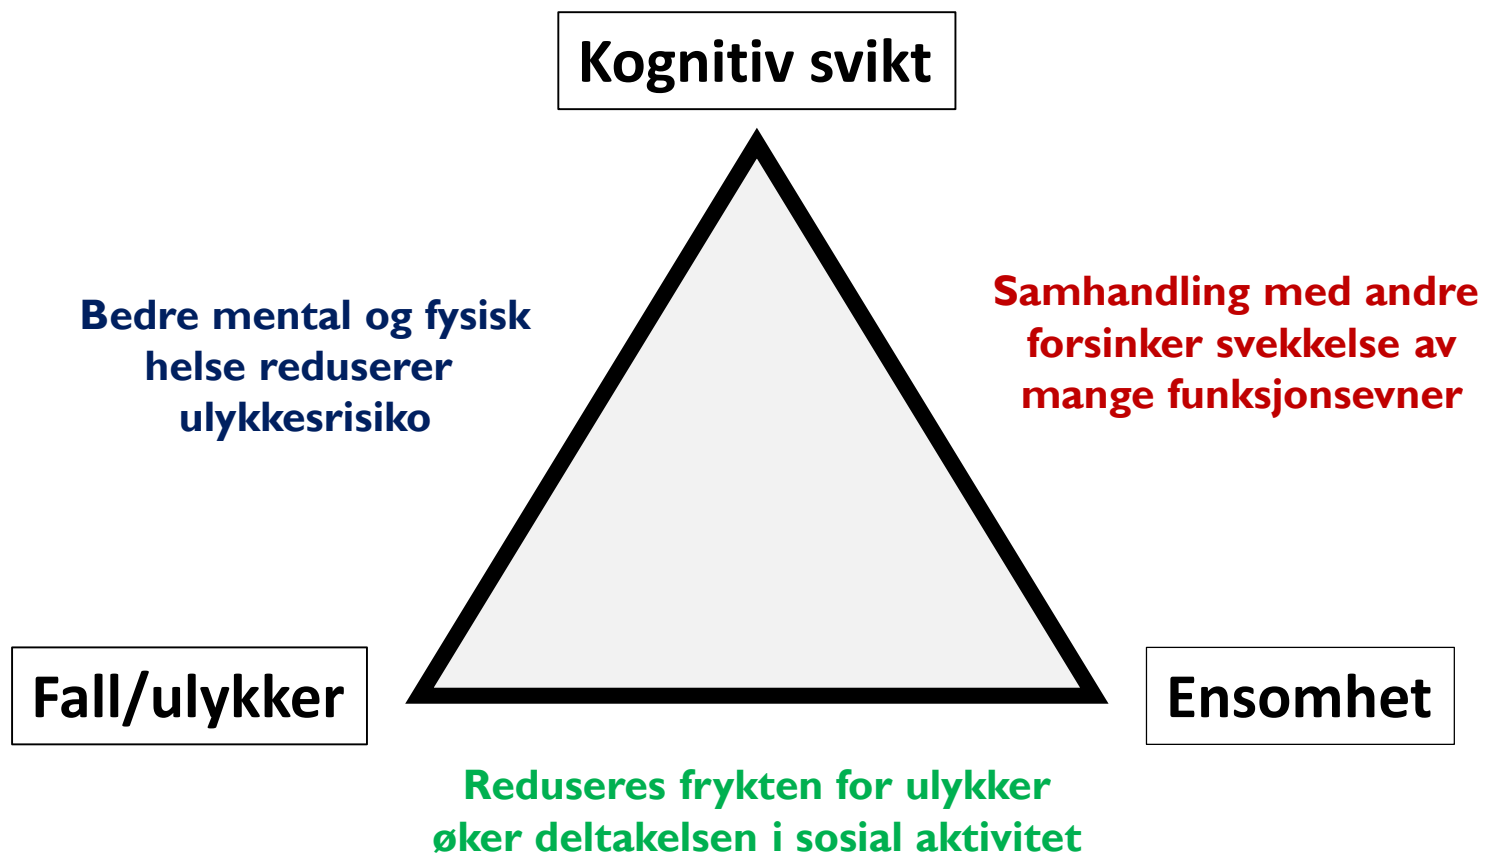 Kognitiv svikt
Bedre mental og fysisk
helse reduserer
ulykkesrisiko
Samhandling med andre
forsinker svekkelse av
mange funksjonsevner
Fall/ulykker
Ensomhet
Reduseres frykten for ulykker
øker deltakelsen i sosial aktivitet